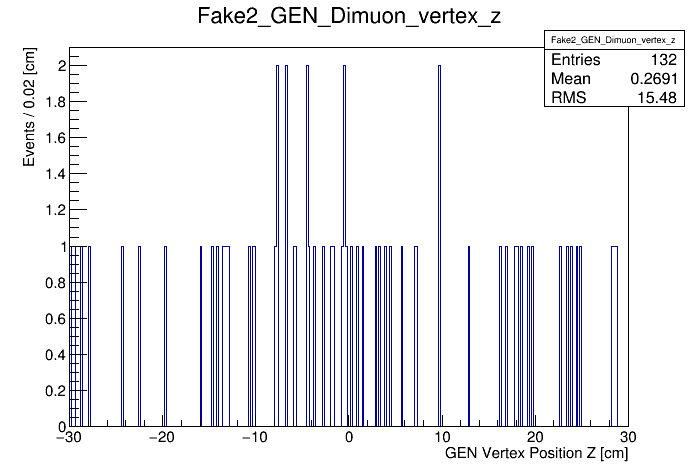 Fake2_GEN_Dimuon_vertex_z
Fake2_GEN_Dimuon_vertex_z
Entries 132
Mean 0.2691
RMS 15.48
Events / 0.02 [cm]
2
1.8
1.6
1.4
1.2
1
0.8
0.6
0.4
0.2
0
−30 −20 −10 0 10 20 30
GEN Vertex Position Z [cm]